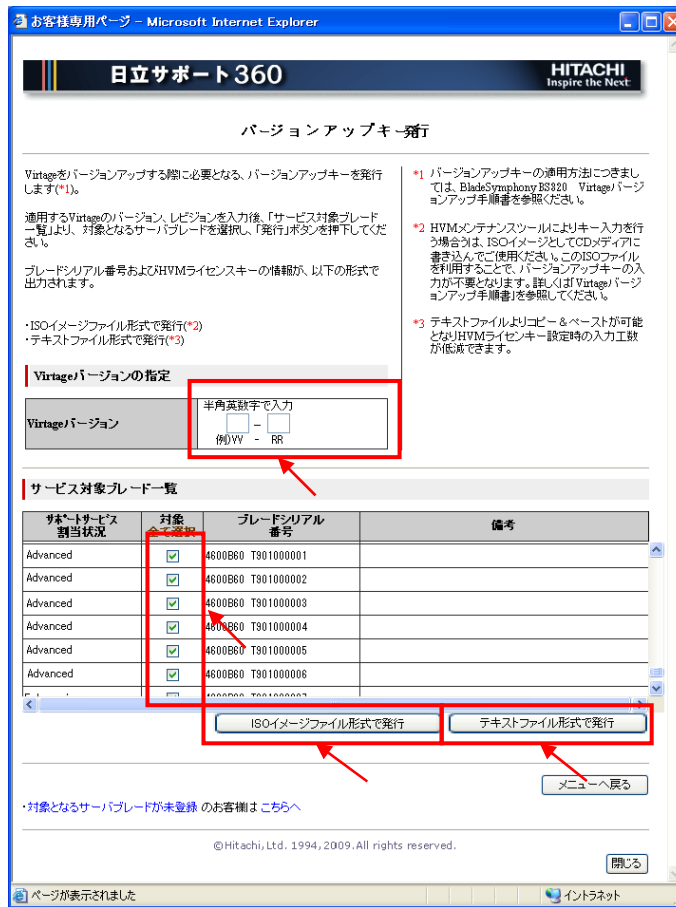 お客様専用ページ - Microsoft Internet Explorer
日立サポート360
HITACHI
Inspire the Next
バージョンアップキー発行
Virtageをバージョンアップする際に必要となる、バージョンアップキーを発行
します(*1)。
適用するVirtageのバージョン、レビジョンを入力後、「サービス対象ブレード
一覧」より、対象となるサーバブレードを選択し、「発行」ボタンを押下してくだ
さい。
ブレードシリアル番号およびHVMライセンスキーの情報が、以下の形式で
出力されます。
・ISOイメージファイル形式で発行(*2)
・テキストファイル形式で発行(*3)
*1 バージョンアップキーの適用方法につきまし
ては、BladeSymphony BS320 Virtageバージ
ョンアップ手順書を参照ください。
*2 HVMメンテナンスツールによりキー入力を行
う場合うは、ISOイメージとしてCDメディアに
書き込んでご使用ください。このISOファイル
を利用することで、バージョンアップキーの入
力が不要となります。詳しくは「Virtageバージ
ョンアップ手順書」を参照してください。
*3 テキストファイルよりコピー＆ペーストが可能
となりHVMライセンキー設定時の入力工数
が低減できます。
Virtageバージョンの指定
Virtageバージョン
半角英数字で入力
-
例)VV - RR
サービス対象ブレード一覧
サポートサービス
割当状況
対象
全て選択
ブレードシリアル
番号
備考
Advanced 4600B60 T901000001
Advanced 4600B60 T901000002
Advanced 4600B60 T901000003
Advanced 4600B60 T901000004
Advanced 4600B60 T901000005
Advanced 4600B60 T901000006
ISOイメージファイル形式で発行
テキストファイル形式で発行
メニューへ戻る
・対象となるサーバブレードが未登録 のお客様は こちらへ
©Hitachi,Ltd. 1994,2009.All rights reserved.
閉じる
ページが表示されました
イントラネット